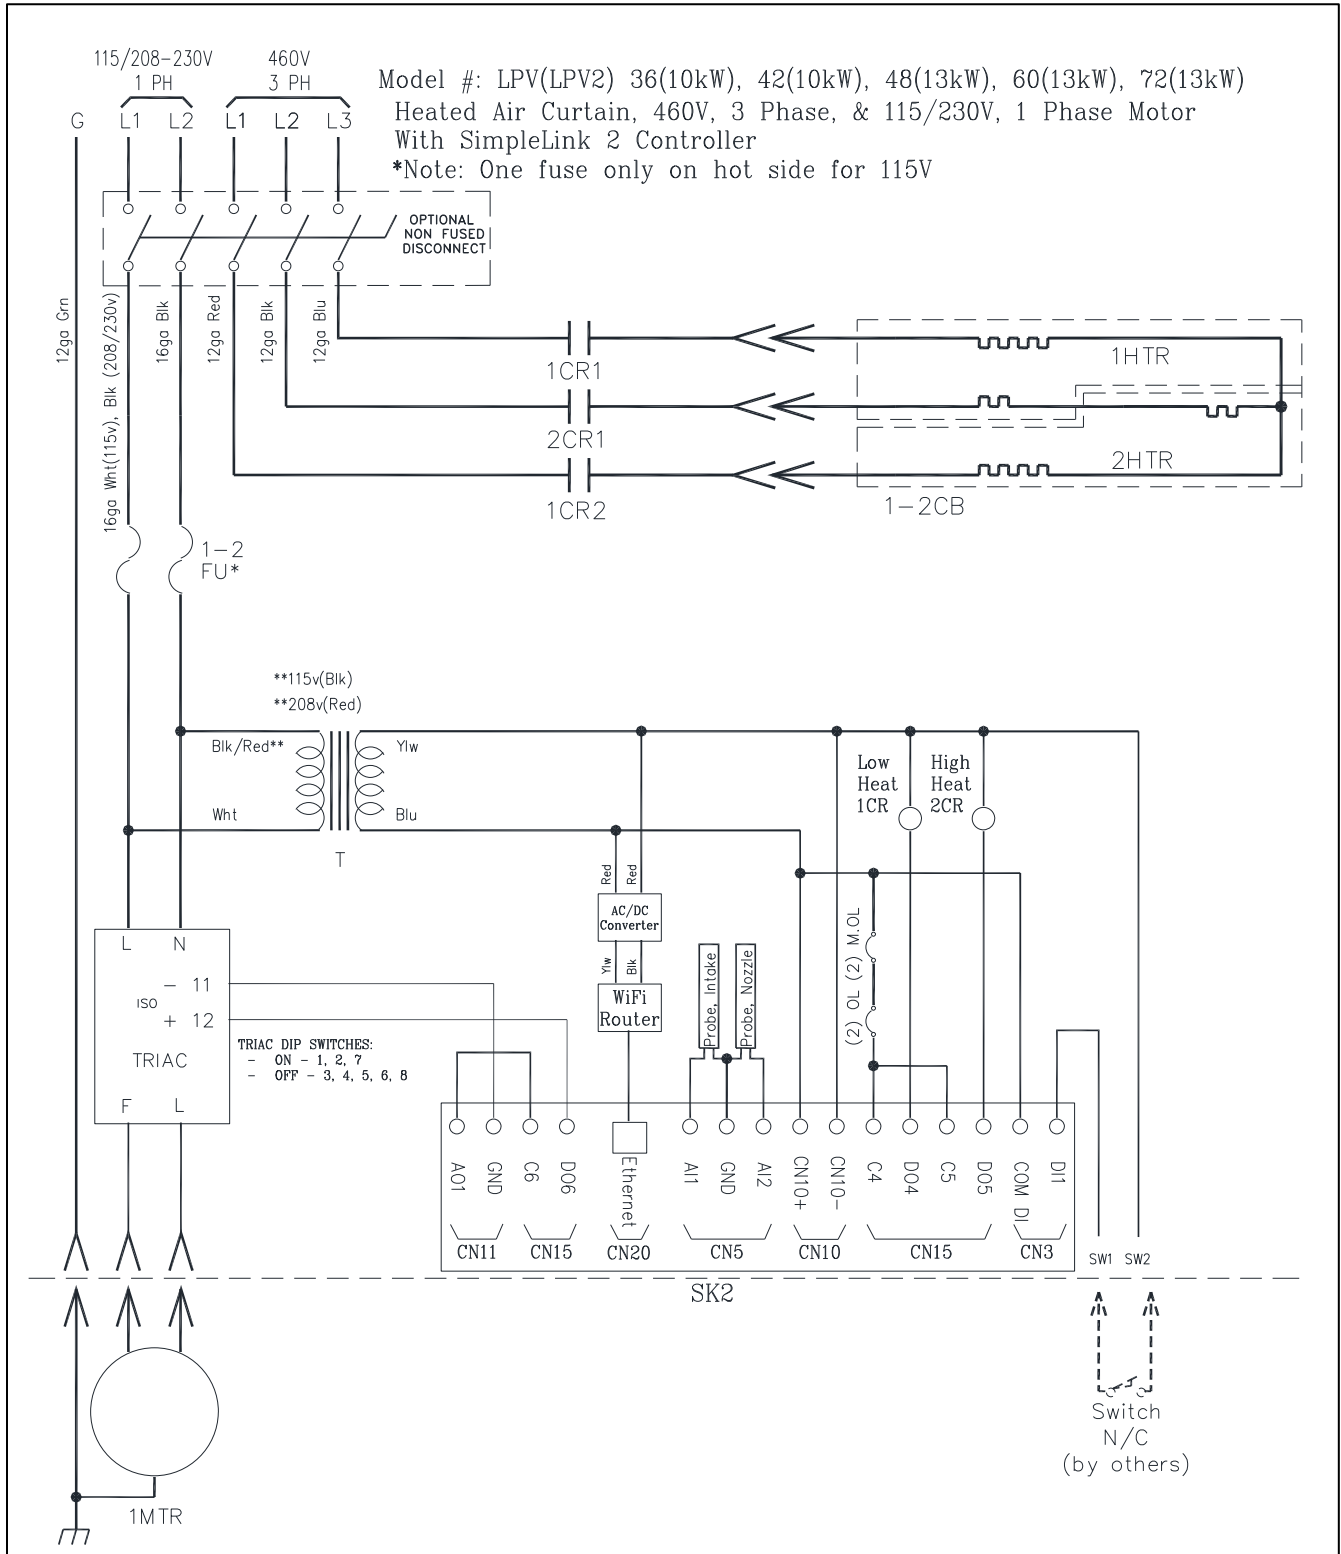 115/208-230V
1 PH
460V
3 PH
Model #: LPV(LPV2) 36(10kW), 42(10kW), 48(13kW), 60(13kW), 72(13kW)
Heated Air Curtain, 460V, 3 Phase, & 115/230V, 1 Phase Motor
With SimpleLink 2 Controller
*Note: One fuse only on hot side for 115V
G
L1
L2
L1
L2
L3
OPTIONAL
NON FUSED
DISCONNECT
12ga Grn
16ga Wht(115v), Blk (208/230v)
16ga Blk
12ga Red
12ga Blk
12ga Blu
1CR1
2CR1
1CR2
1HTR
2HTR
1-2CB
1-2
FU*
**115v(Blk)
**208v(Red)
Blk/Red**
Wht
T
Ylw
Blu
Low
Heat
1CR
High
Heat
2CR
Red
Red
AC/DC
Converter
Ylw
Blk
WiFi
Router
Probe, Intake
Probe, Nozzle
(2) OL (2) M.OL
L
N
- 11
ISO
+ 12
TRIAC
F
L
TRIAC DIP SWITCHES:
- ON - 1, 2, 7
- OFF - 3, 4, 5, 6, 8
AO1
GND
C6
DO6
Ethernet
AI1
GND
AI2
CN10+
CN10-
C4
DO4
C5
DO5
COM DI
DI1
CN11
CN15
CN20
CN5
CN10
CN15
CN3
SW1
SW2
SK2
Switch
N/C
(by others)
1MTR